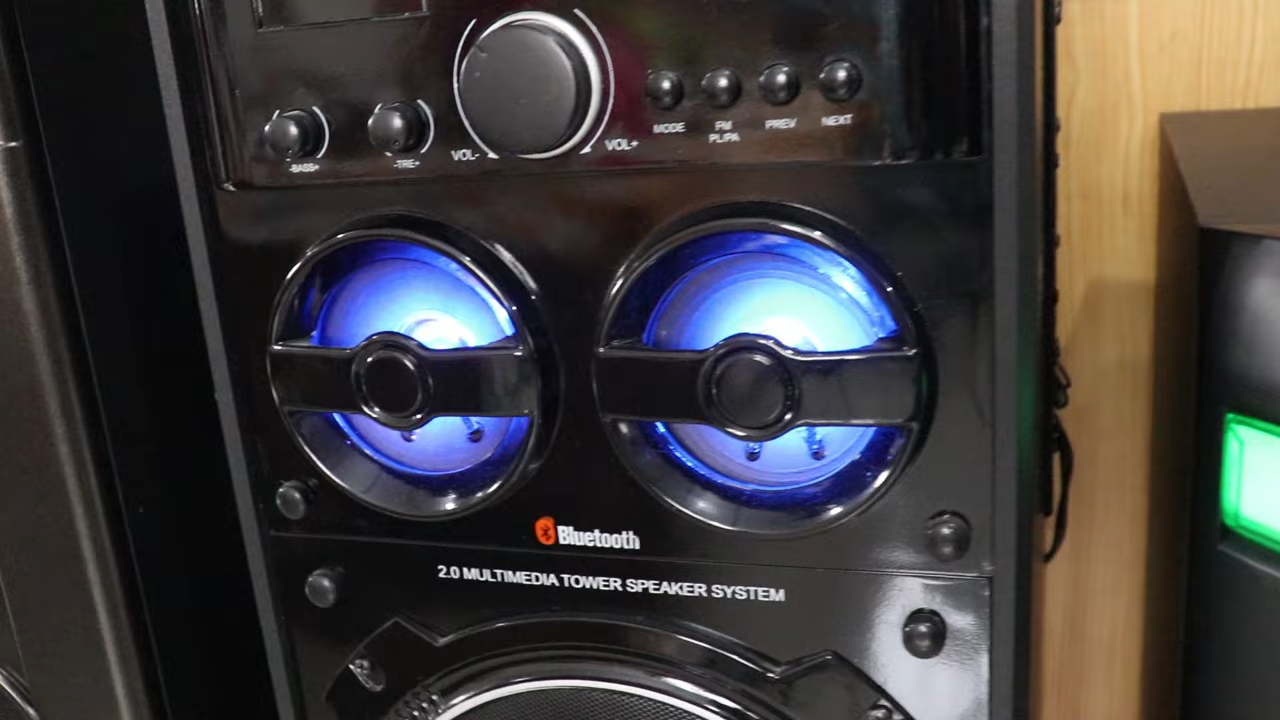 -BASS+
-TRE+
VOL-
VOL+
MODE
FM
PL/PA
PREV
NEXT
Bluetooth
2.0 MULTIMEDIA TOWER SPEAKER SYSTEM